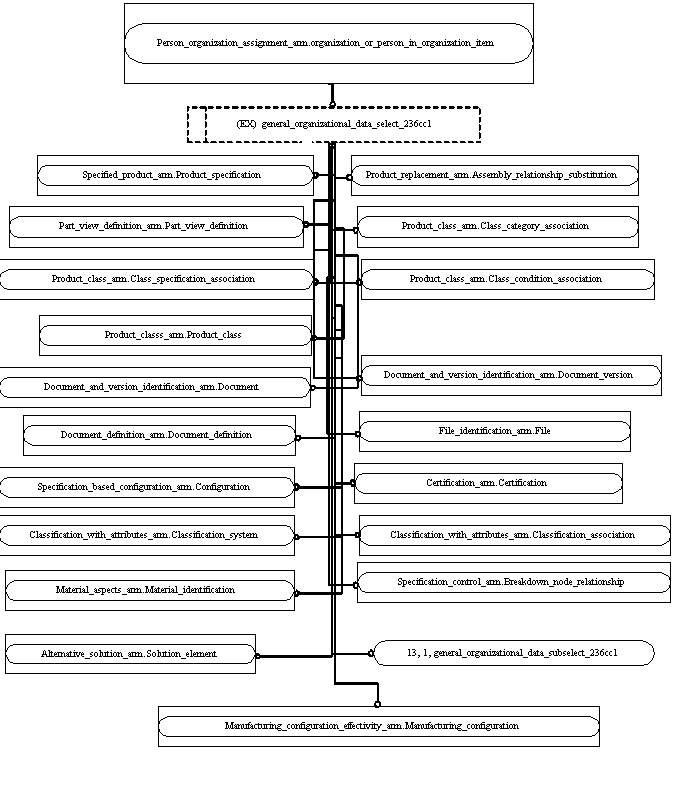 Person_organization_assignment_arm.organization_or_person_in_organization_item
(EX) general_organizational_data_select_236cc1
Specified_product_arm.Product_specification
Product_replacement_arm.Assembly_relationship_substitution
Part_view_definition_arm.Part_view_definition
Product_class_arm.Class_category_association
Product_class_arm.Class_specification_association
Product_class_arm.Class_condition_association
Product_classs_arm.Product_class
Document_and_version_identification_arm.Document_version
Document_and_version_identification_arm.Document
Document_definition_arm.Document_definition
File_identification_arm.File
Specification_based_configuration_arm.Configuration
Certification_arm.Certification
Classification_with_attributes_arm.Classification_system
Classification_with_attributes_arm.Classification_association
Material_aspects_arm.Material_identification
Specification_control_arm.Breakdown_node_relationship
Alternative_solution_arm.Solution_element
13, 1, general_organizational_data_subselect_236cc1
Manufacturing_configuration_effectivity_arm.Manufacturing_configuration